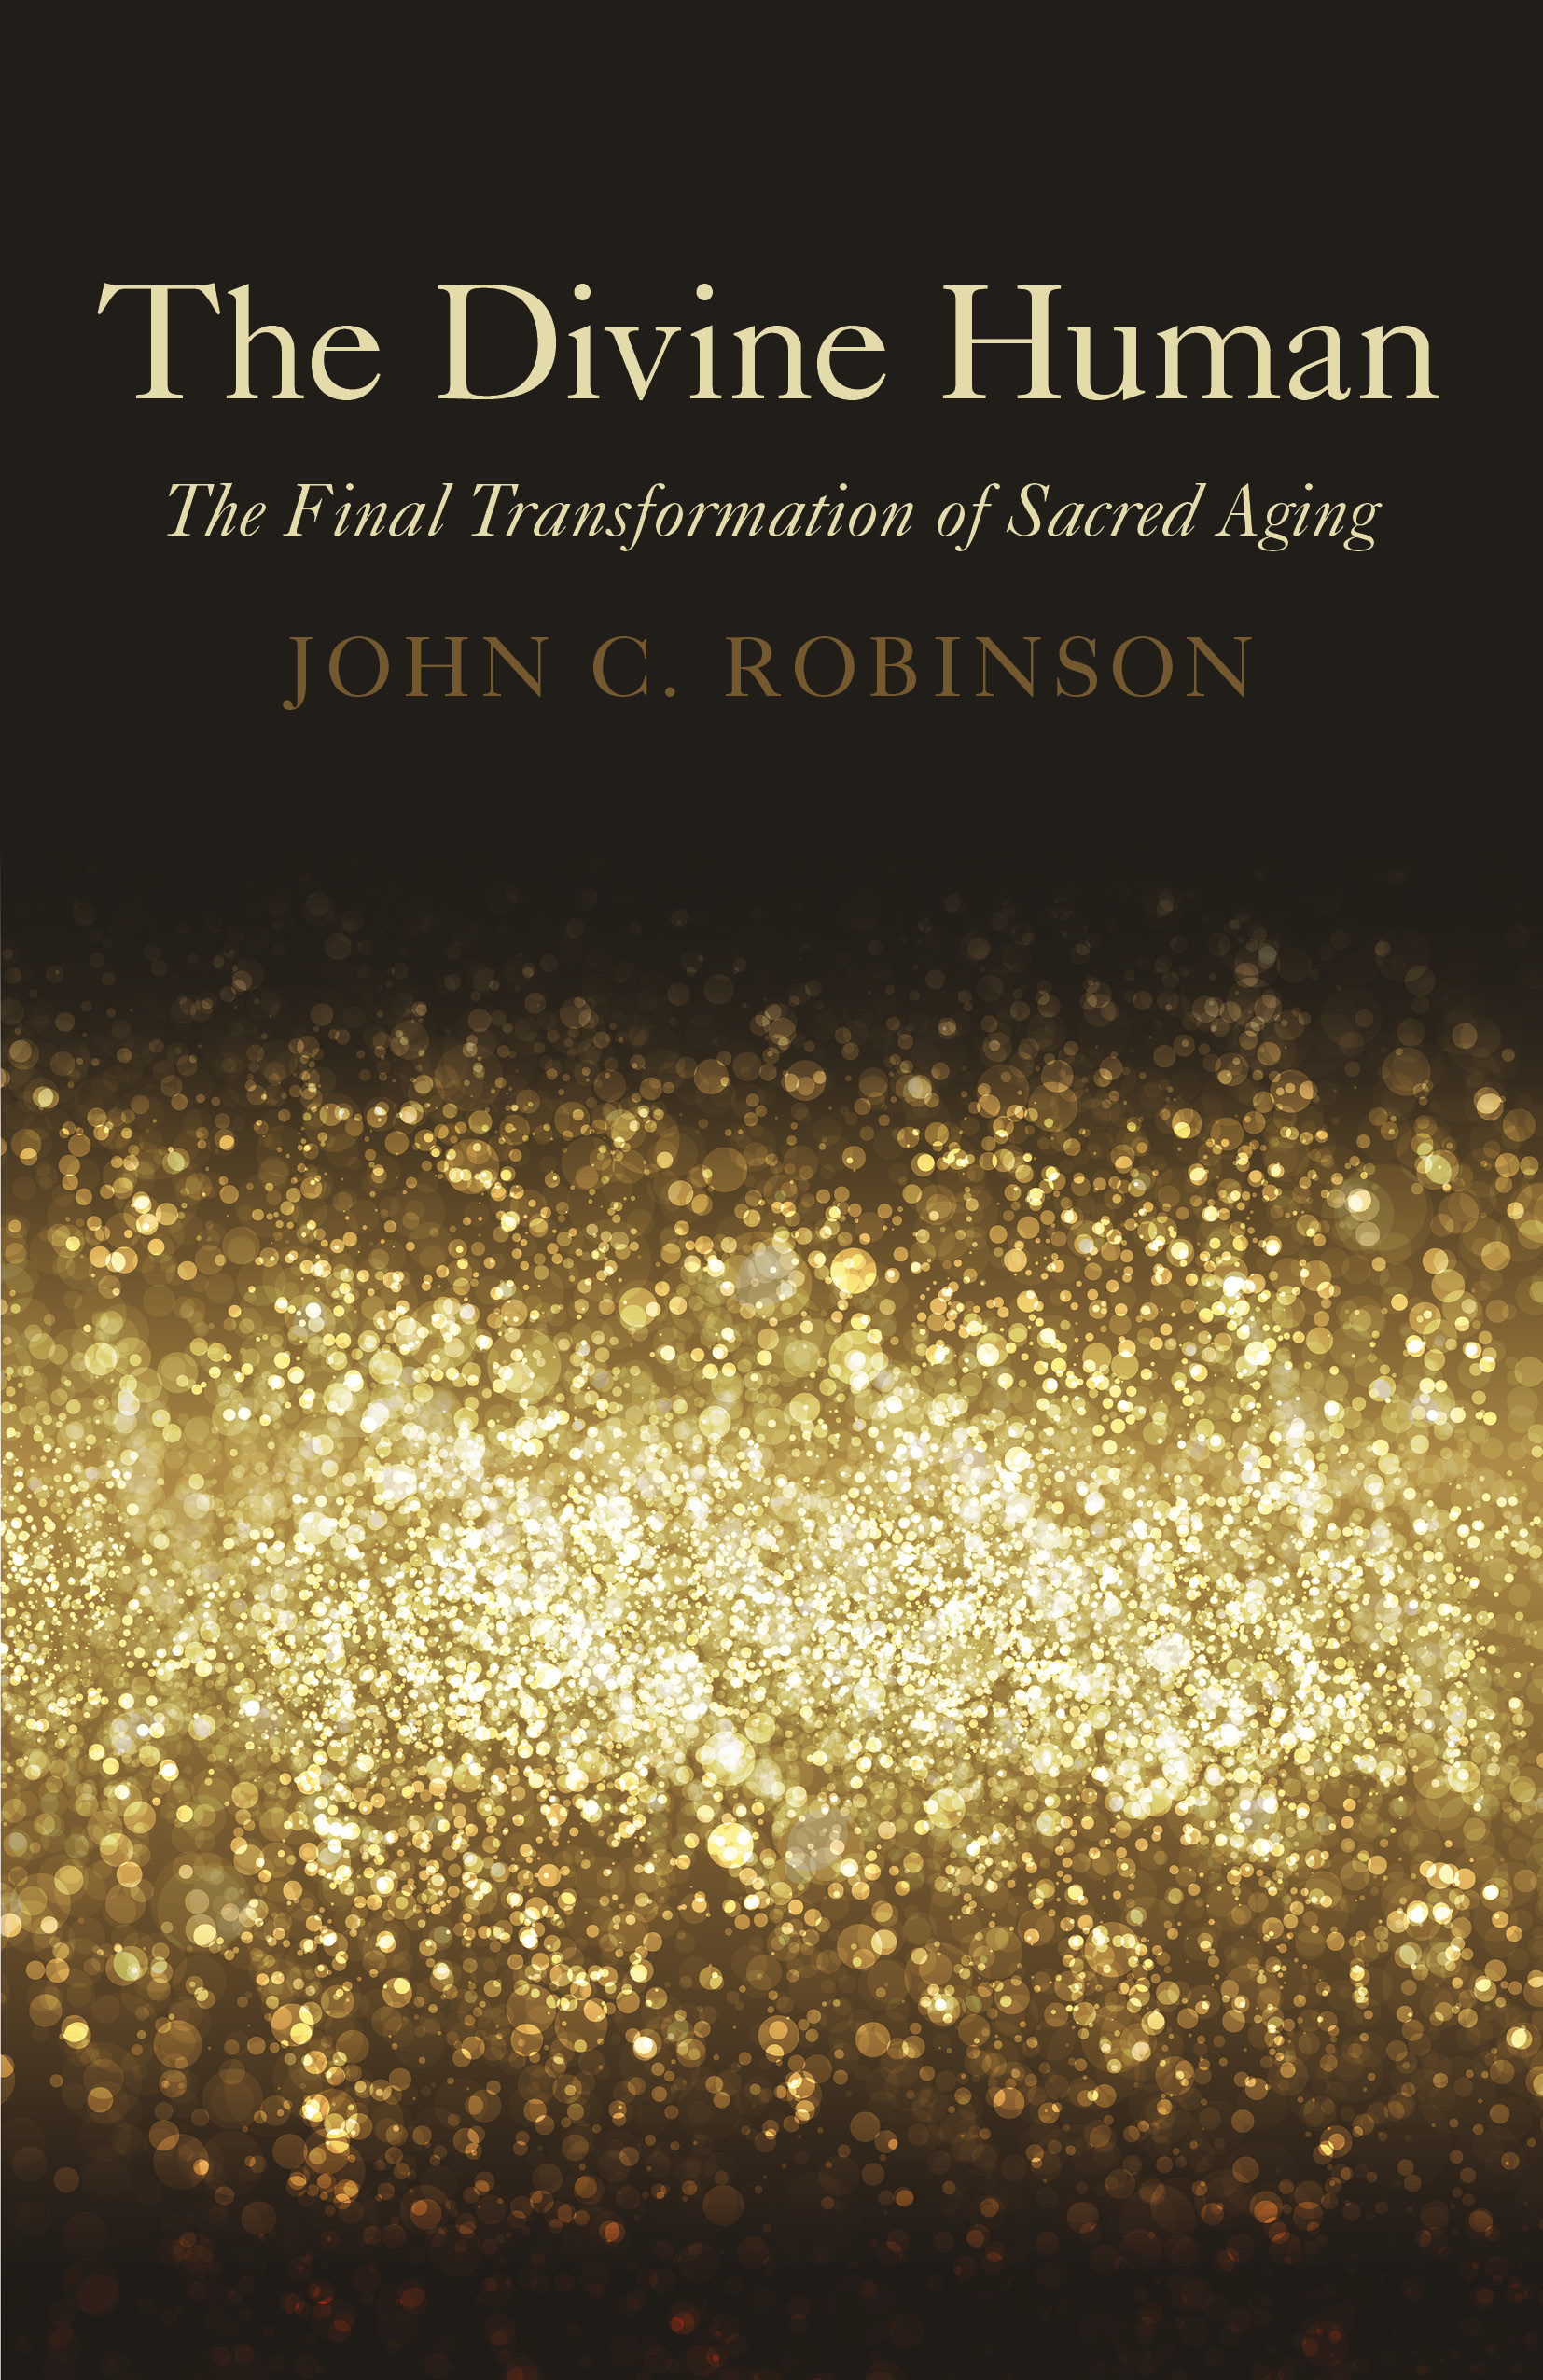 The Divine Human
The Final Transformation of Sacred Aging
JOHN C. ROBINSON